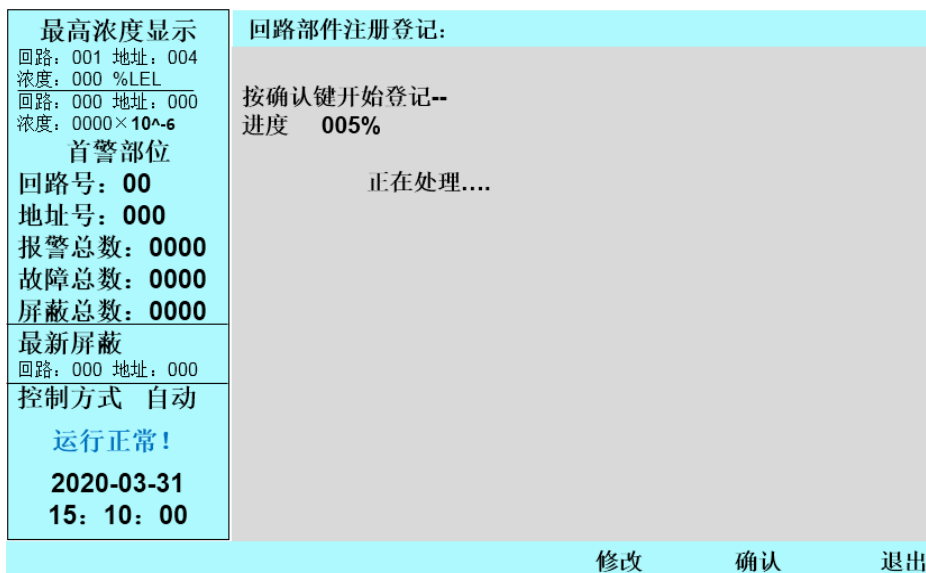 最高浓度显示
回路：001 地址：004
浓度：000 %LEL
回路：000 地址：000
浓度：0000×10^-6
首警部位
回路号：00
地址号：000
报警总数：0000
故障总数：0000
屏蔽总数：0000
最新屏蔽
回路：000 地址：000
控制方式 自动
运行正常！
2020-03-31
15：10：00
回路部件注册登记：
按确认键开始登记--
进度 005%
正在处理....
修改 确认 退出